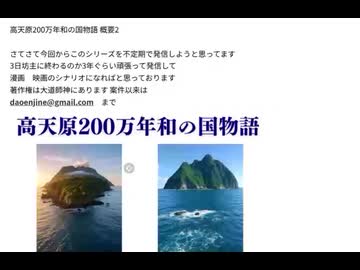 高天原200万年和の国物語 概要2
さてさて今回からこのシリーズを不定期で発信しようと思ってます
3日坊主に終わるのか3年ぐらい頑張って発信して
漫画　映画のシナリオになればと思っております
著作権は大道師神にあります 案件以来は
daoenjine@gmail.com　まで
高天原200万年和の国物語